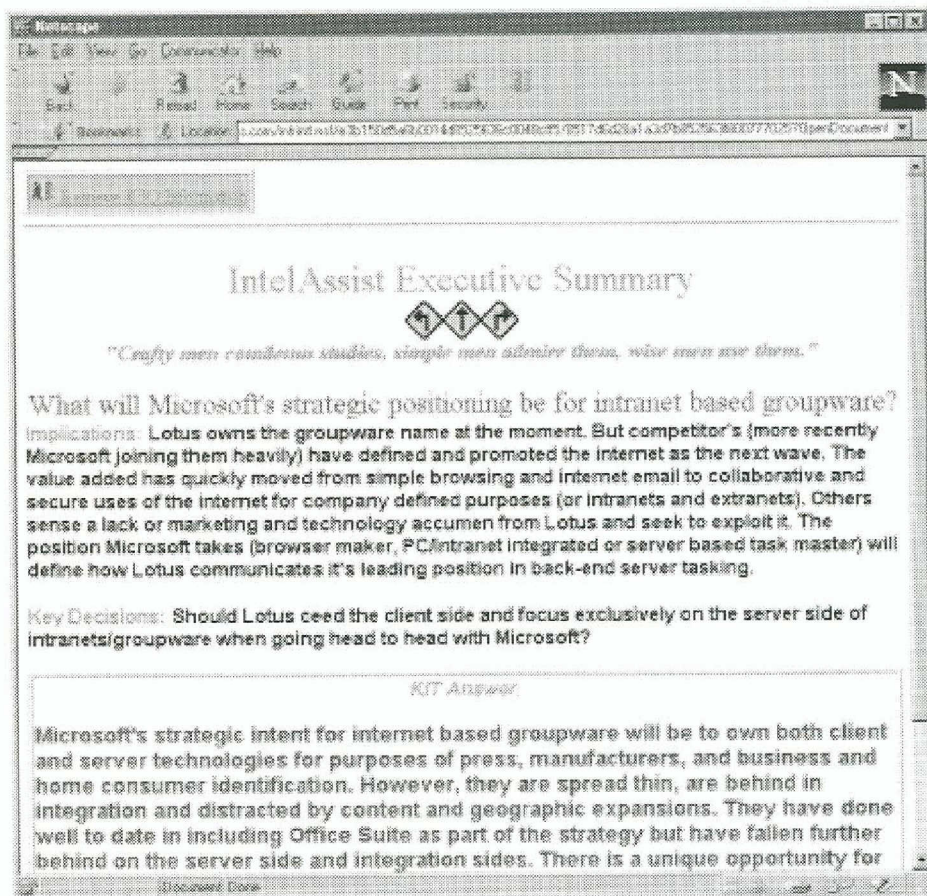 Netscape
File Edit View Go Communicator Help
Back Reload Home Search Guide Print Security
N
Bookmarks Location:
IntelAssist Executive Summary
"Crafty men condemn studies, simple men admire them, wise men use them."
What will Microsoft's strategic positioning be for intranet based groupware?
Implications: Lotus owns the groupware name at the moment. But competitor's (more recently
Microsoft joining them heavily) have defined and promoted the internet as the next wave. The
value added has quickly moved from simple browsing and internet email to collaborative and
secure uses of the internet for company defined purposes (or intranets and extranets). Others
sense a lack or marketing and technology accumen from Lotus and seek to exploit it. The
position Microsoft takes (browser maker, PC/intranet integrated or server based task master) will
define how Lotus communicates it's leading position in back-end server tasking.
Key Decisions: Should Lotus ceed the client side and focus exclusively on the server side of
intranets/groupware when going head to head with Microsoft?
KIT Answer
Microsoft's strategic intent for internet based groupware will be to own both client
and server technologies for purposes of press, manufacturers, and business and
home consumer identification. However, they are spread thin, are behind in
integration and distracted by content and geographic expansions. They have done
well to date in including Office Suite as part of the strategy but have fallen further
behind on the server side and integration sides. There is a unique opportunity for
Document Done